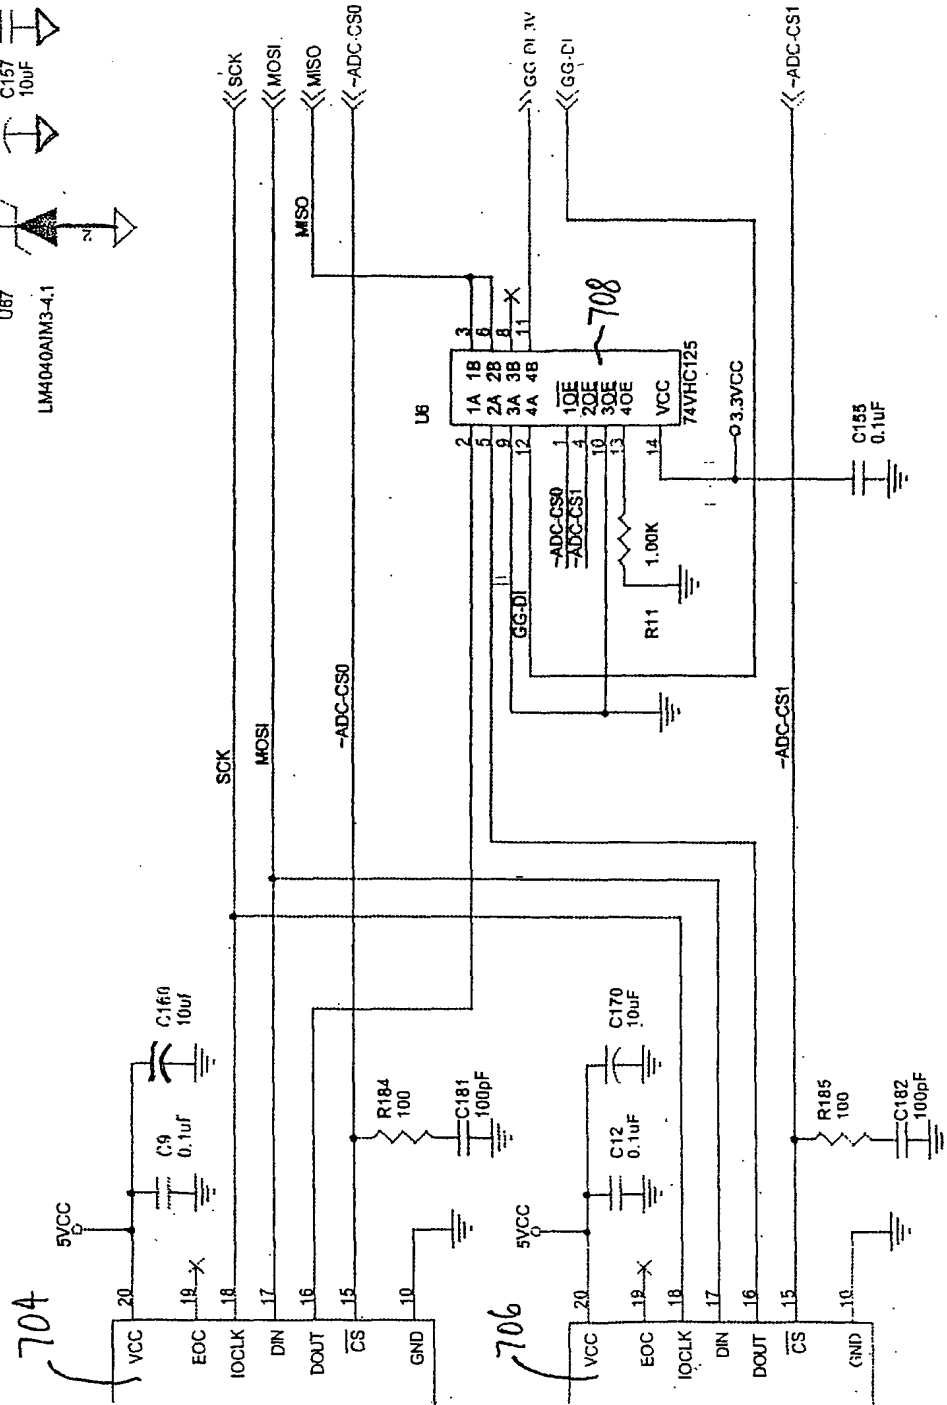 C157
10uF
U67
LM4040AIM3-4.1
SCK
MOSI
MISO
~ADC-CS0
GG DI 3V
GG-DI
~ADC-CS1
MISO
708
3
6
8
11
1A 1B
2A 2B
3A 3B
4A 4B
1OE
2OE
3OE
4OE
VCC
74VHC125
U6
2
5
9
12
1
4
10
13
14
3.3VCC
C155
0.1uF
~ADC-CS0
~ADC-CS1
1.00K
R11
GG-DI
SCK
MOSI
~ADC-CS0
~ADC-CS1
5VCC
C9
0.1uf
C160
10uf
R184
100
C181
100pF
704
20
19
18
17
16
15
10
VCC
EOC
IOCLK
DIN
DOUT
CS
GND
5VCC
C12
0.1uF
C170
10uF
R185
100
C182
100pF
706
20
19
18
17
16
15
10
VCC
EOC
IOCLK
DIN
DOUT
CS
GND